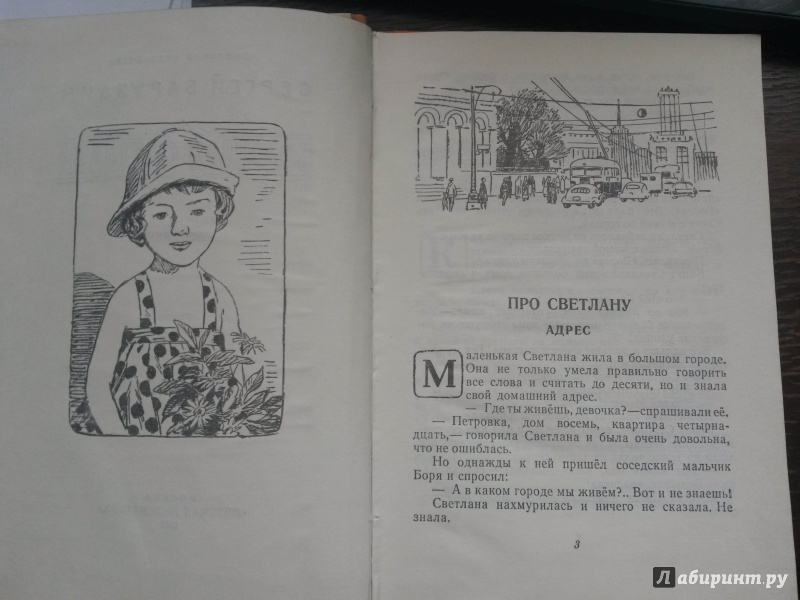 СЕРГЕЙ БАРУЗДИН
ПРО СВЕТЛАНУ
АДРЕС
Маленькая Светлана жила в большом городе.
Она не только умела правильно говорить
все слова и считать до десяти, но и знала
свой домашний адрес.
— Где ты живёшь, девочка?—спрашивали её.
— Петровка, дом восемь, квартира четырна-
дцать,— говорила Светлана и была очень довольна,
что не ошиблась.
Но однажды к ней пришёл соседский мальчик
Боря и спросил:
— А в каком городе мы живём?.. Вот и не знаешь!
Светлана нахмурилась и ничего не сказала. Не
знала.
3
Лабиринт.ру